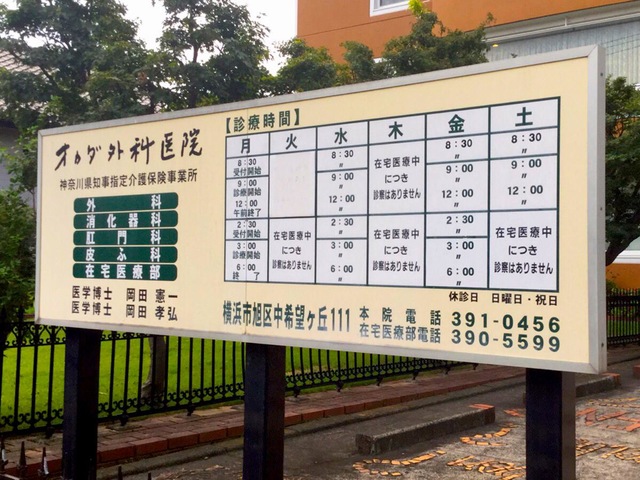 オカダ外科医院
神奈川県知事指定介護保険事業所
外科
消化器科
肛門科
皮ふ科
在宅医療部
医学博士 岡田 憲一
医学博士 岡田 孝弘
【診療時間】
月 火 水 木 金 土
8:30 受付開始
9:00 診療開始
12:00 午前終了
8:30 〃
9:00 〃
12:00 〃
在宅医療中
につき
診察はありません
8:30 〃
9:00 〃
12:00 〃
8:30 〃
9:00 〃
12:00 〃
2:30 受付開始
3:00 診療開始
6:00 終了
在宅医療中
につき
診察はありません
2:30 〃
3:00 〃
6:00 〃
在宅医療中
につき
診察はありません
2:30 〃
3:00 〃
6:00 〃
在宅医療中
につき
診察はありません
休診日 日曜日・祝日
横浜市旭区中希望ヶ丘111
本院電話 391-0456
在宅医療部電話 390-5599